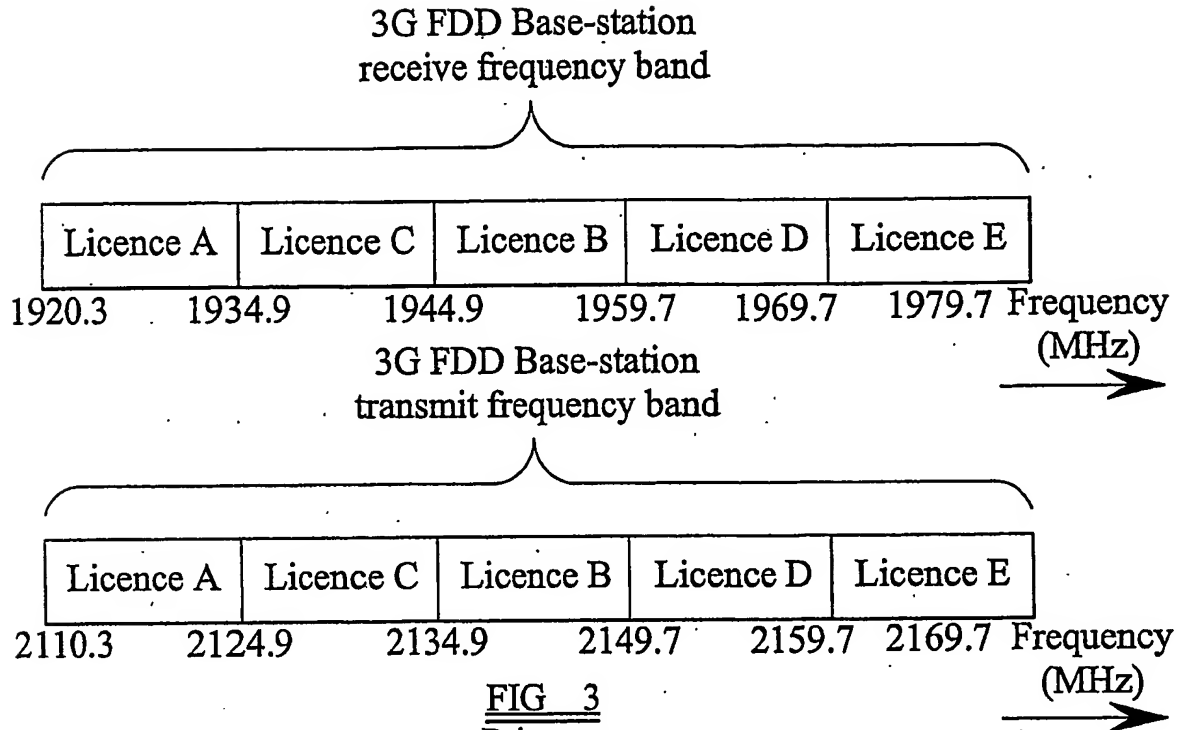 3G FDD Base-station
receive frequency band
Licence A Licence C Licence B Licence D Licence E
1920.3 1934.9 1944.9 1959.7 1969.7 1979.7 Frequency
(MHz)
3G FDD Base-station
transmit frequency band
Licence A Licence C Licence B Licence D Licence E
2110.3 2124.9 2134.9 2149.7 2159.7 2169.7 Frequency
(MHz)
FIG 3